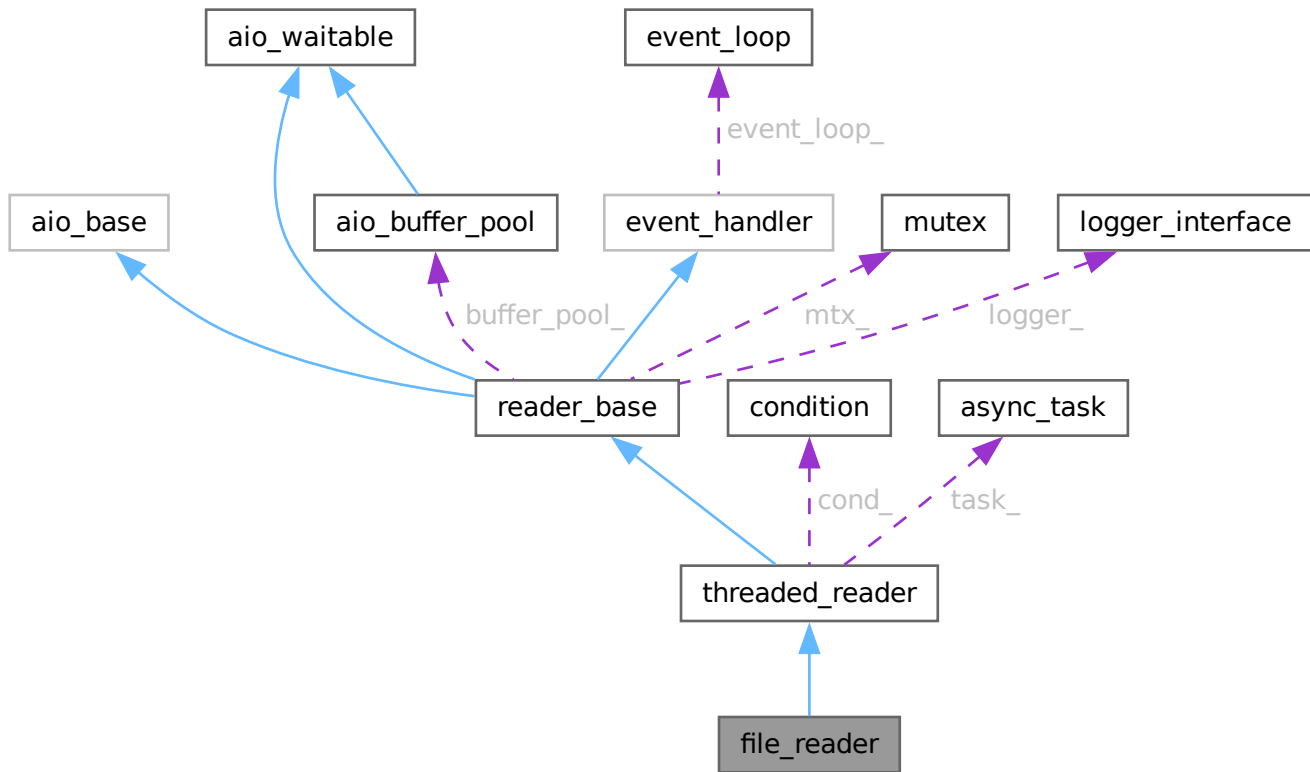 aio_waitable
event_loop
event_loop_
aio_base
aio_buffer_pool
event_handler
mutex
logger_interface
buffer_pool_
mtx_
logger_
reader_base
condition
async_task
cond_
task_
threaded_reader
file_reader